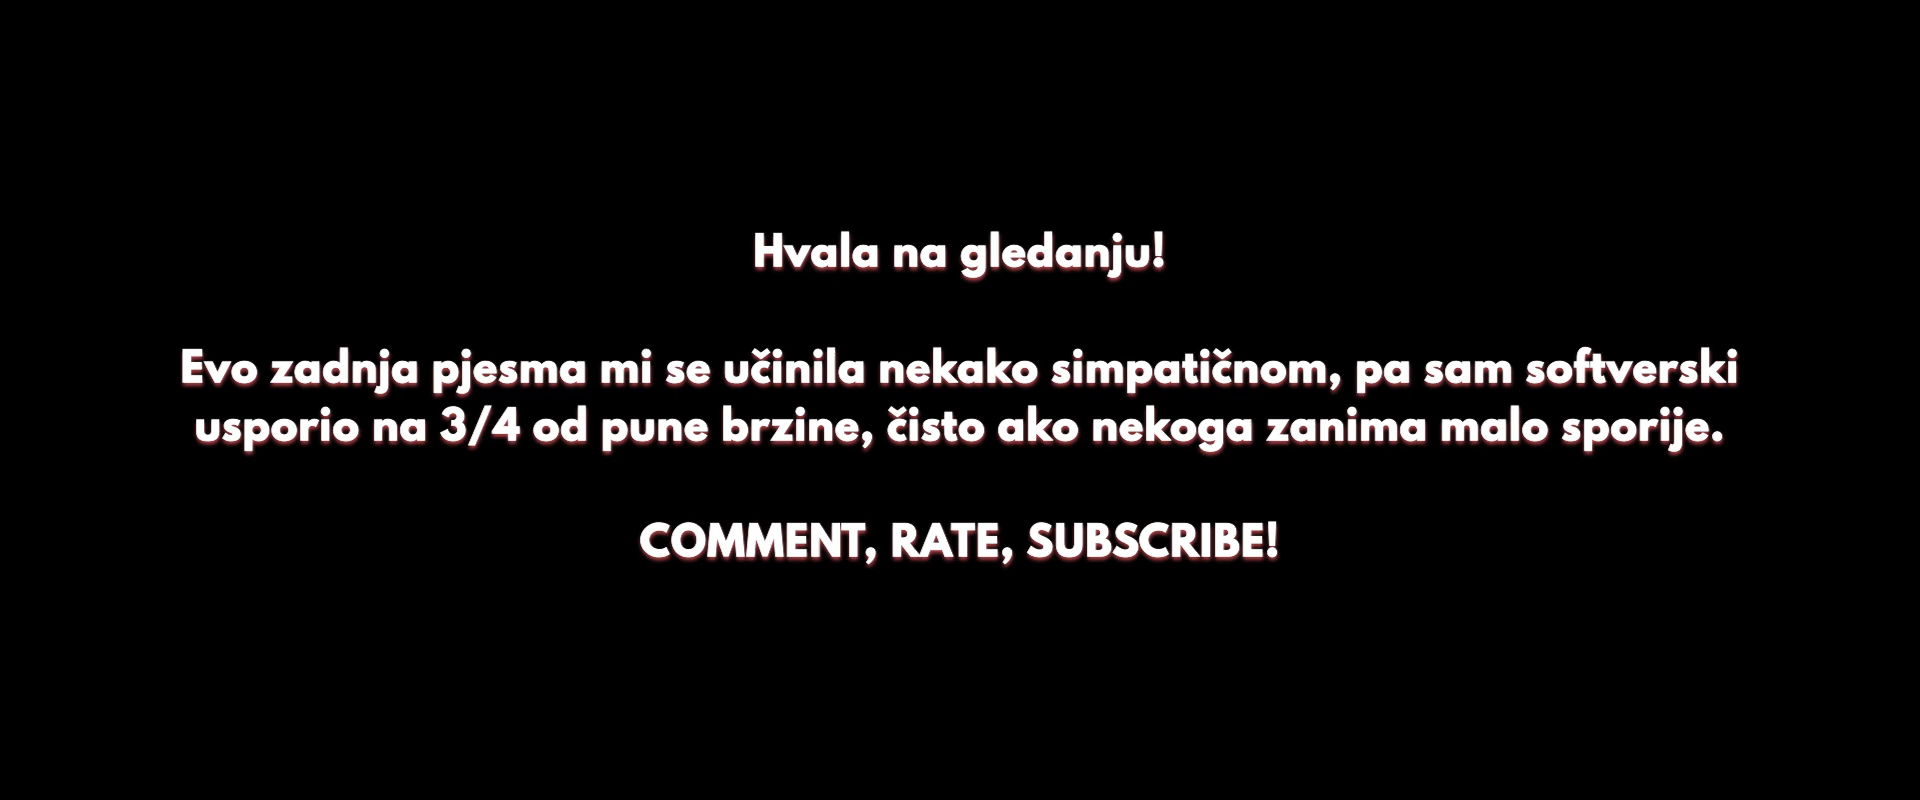 Hvala na gledanju!
Evo zadnja pjesma mi se učinila nekako simpatičnom, pa sam softverski
usporio na 3/4 od pune brzine, čisto ako nekoga zanima malo sporije.
COMMENT, RATE, SUBSCRIBE!